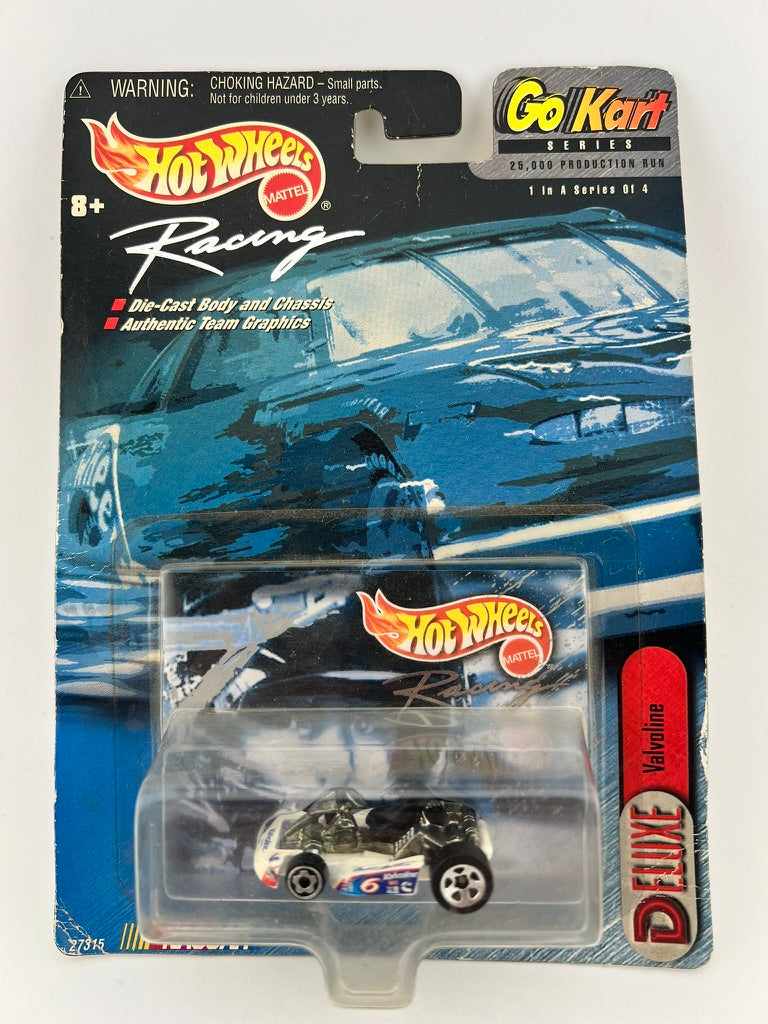 WARNING: CHOKING HAZARD – Small parts.
Not for children under 3 years.
Go Kart
SERIES
25,000 PRODUCTION RUN
1 In A Series Of 4
HOT WHEELS
MATTEL
®
8+
Racing
Die-Cast Body and Chassis
Authentic Team Graphics
HOT WHEELS
MATTEL
Racing
Valvoline
DELUXE
Valvoline
6
27315
NASCAR